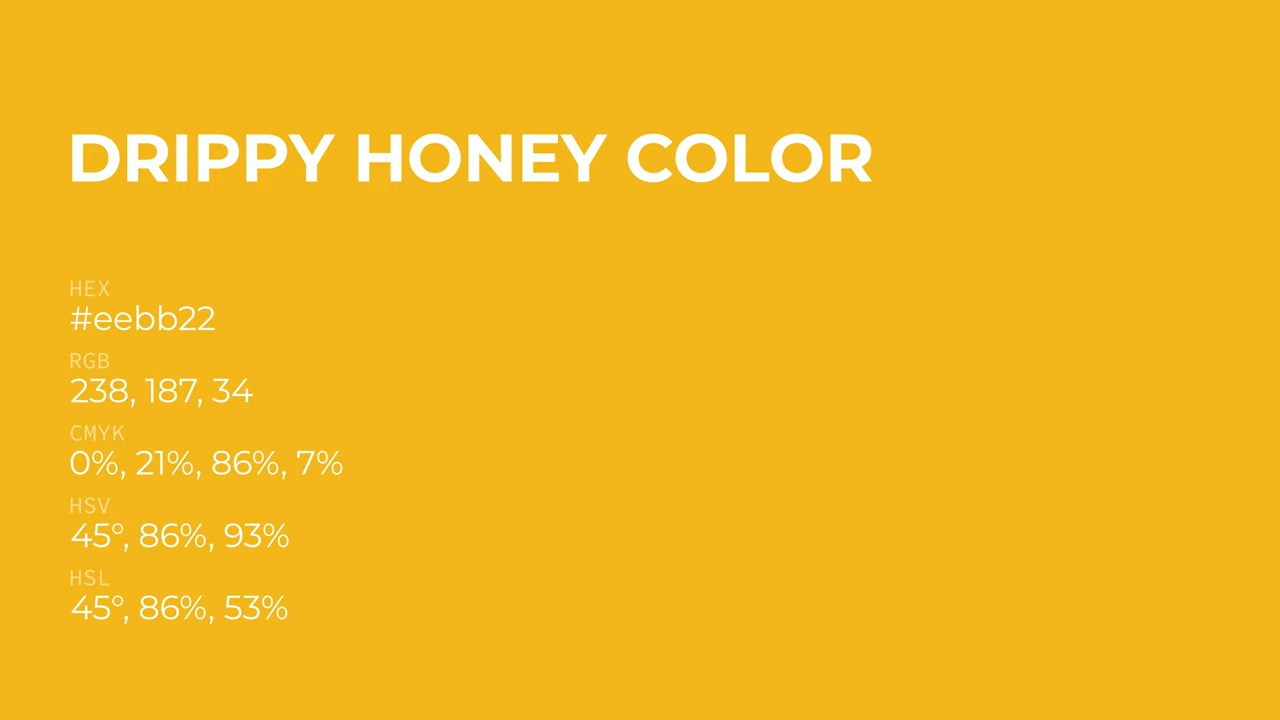 DRIPPY HONEY COLOR
HEX
#eebb22
RGB
238, 187, 34
CMYK
0%, 21%, 86%, 7%
HSV
45°, 86%, 93%
HSL
45°, 86%, 53%